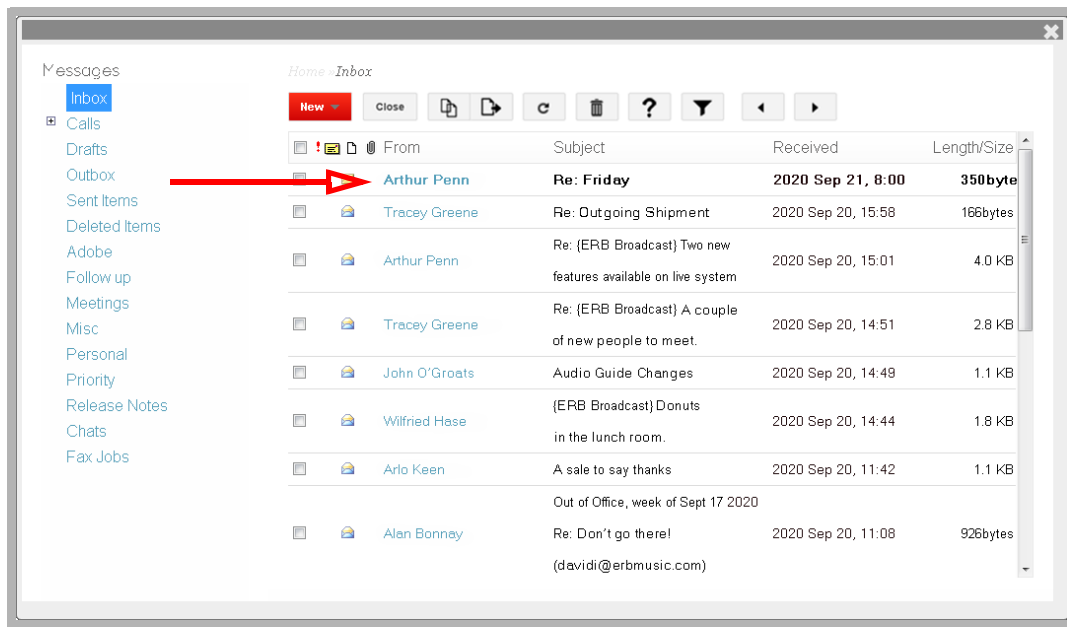 Messages
Inbox
Calls
Drafts
Outbox
Sent Items
Deleted Items
Adobe
Follow up
Meetings
Misc
Personal
Priority
Release Notes
Chats
Fax Jobs
Home »Inbox
New Close ?
! From Subject Received Length/Size
Arthur Penn Re: Friday 2020 Sep 21, 8:00 350byte
Tracey Greene Re: Outgoing Shipment 2020 Sep 20, 15:58 166bytes
Re: {ERB Broadcast} Two new
Arthur Penn 2020 Sep 20, 15:01 4.0 KB
features available on live system
Re: {ERB Broadcast} A couple
Tracey Greene 2020 Sep 20, 14:51 2.8 KB
of new people to meet.
John O'Groats Audio Guide Changes 2020 Sep 20, 14:49 1.1 KB
{ERB Broadcast} Donuts
Wilfried Hase 2020 Sep 20, 14:44 1.8 KB
in the lunch room.
Arlo Keen A sale to say thanks 2020 Sep 20, 11:42 1.1 KB
Out of Office, week of Sept 17 2020
Alan Bonnay Re: Don't go there! 2020 Sep 20, 11:08 926bytes
(davidi@erbmusic.com)